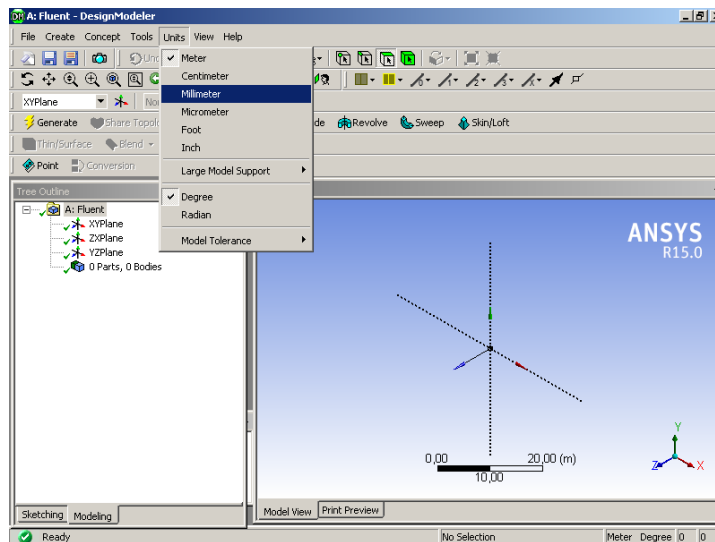 A: Fluent - DesignModeler
File Create Concept Tools Units View Help
Meter
Centimeter
Millimeter
Micrometer
Foot
Inch
Large Model Support
Degree
Radian
Model Tolerance
XYPlane
Generate Share Revolve Sweep Skin/Loft
Thin/Surface Blend
Point Conversion
Tree Outline
A: Fluent
XYPlane
ZXPlane
YZPlane
0 Parts, 0 Bodies
ANSYS
R15.0
0,00 20,00 (m)
10,00
Y
Z X
Sketching Modeling
Model View Print Preview
Ready No Selection Meter Degree 0 0